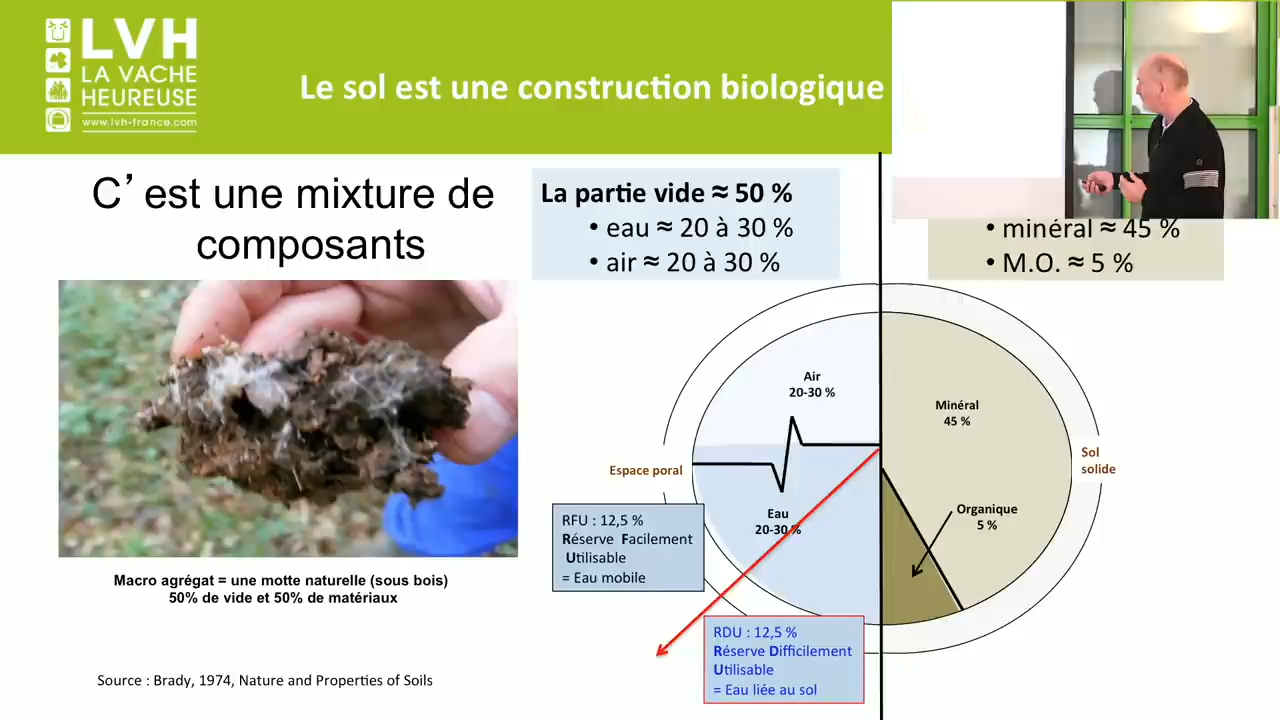 LVH
LA VACHE
HEUREUSE
www.lvh-france.com
Le sol est une construction biologique
C’est une mixture de
composants
La partie vide ≈ 50 %
• eau ≈ 20 à 30 %
• air ≈ 20 à 30 %
• minéral ≈ 45 %
• M.O. ≈ 5 %
Air
20-30 %
Minéral
45 %
Espace poral
Sol
solide
Eau
20-30 %
Organique
5 %
RFU : 12,5 %
Réserve Facilement
Utilisable
= Eau mobile
RDU : 12,5 %
Réserve Difficilement
Utilisable
= Eau liée au sol
Macro agrégat = une motte naturelle (sous bois)
50% de vide et 50% de matériaux
Source : Brady, 1974, Nature and Properties of Soils